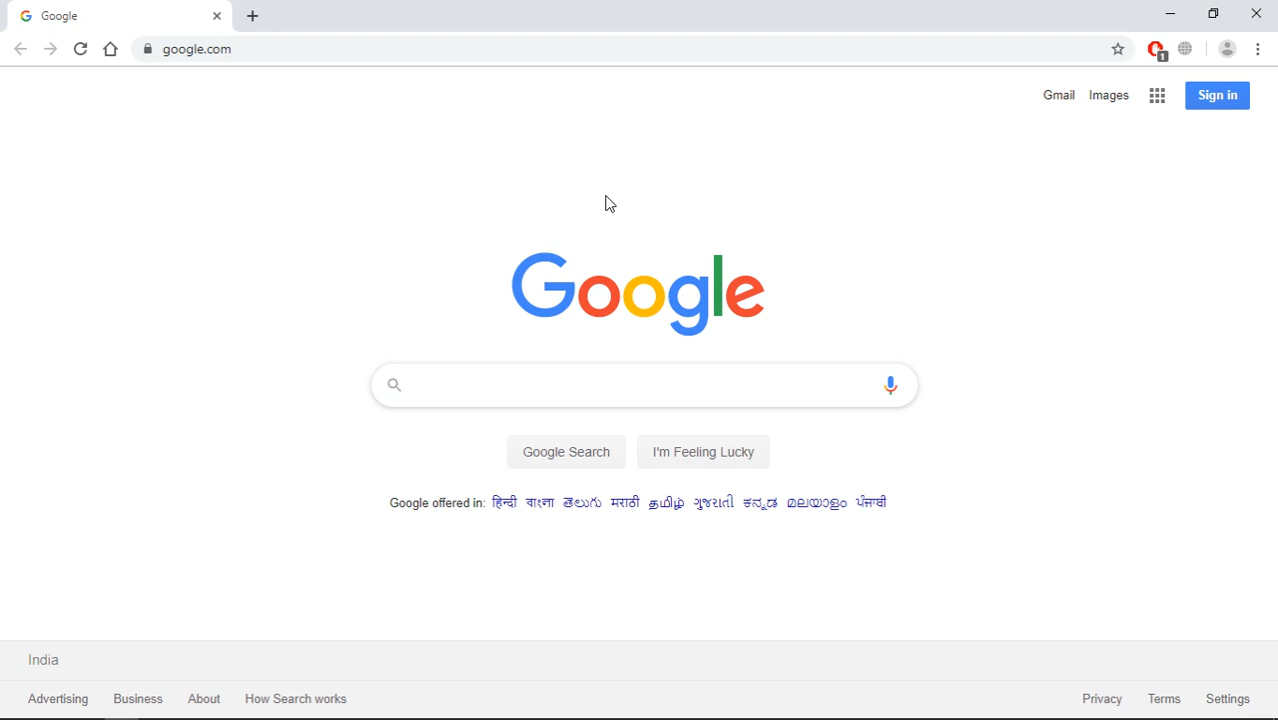 Google
google.com
1
Gmail Images Sign in
Google
Google Search I'm Feeling Lucky
Google offered in: हिन्दी বাংলা తెలుగు मराठी தமிழ் ગુજરાતી ಕನ್ನಡ മലയാളം ਪੰਜਾਬੀ
India
Advertising Business About How Search works Privacy Terms Settings